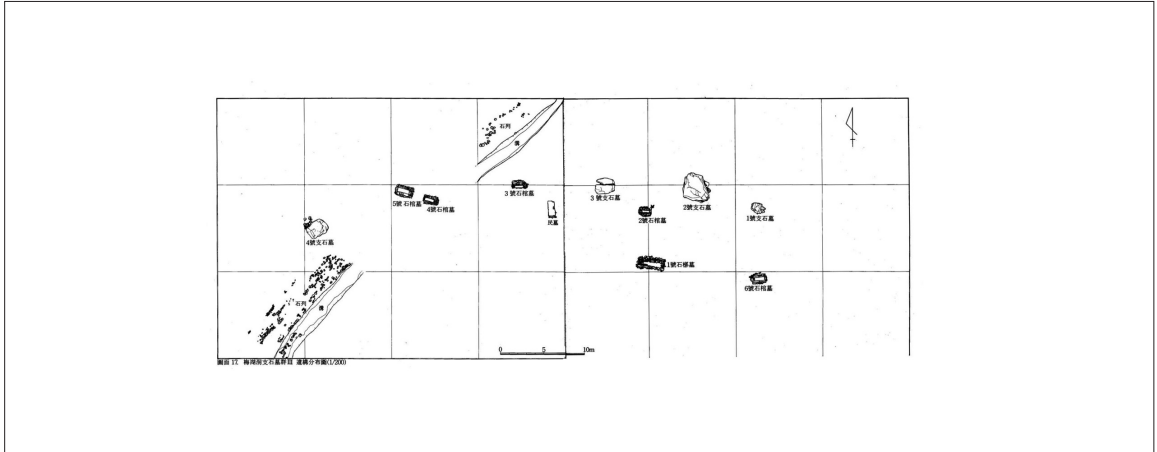 石列
溝
5號石棺墓
4號石棺墓
3號石棺墓
民墓
3號支石墓
2號石棺墓
2號支石墓
1號支石墓
4號支石墓
1號石槨墓
6號石棺墓
石列
溝
0 5 10m
圖面 17. 梅湖洞支石墓群Ⅱ 遺構分布圖(1/200)